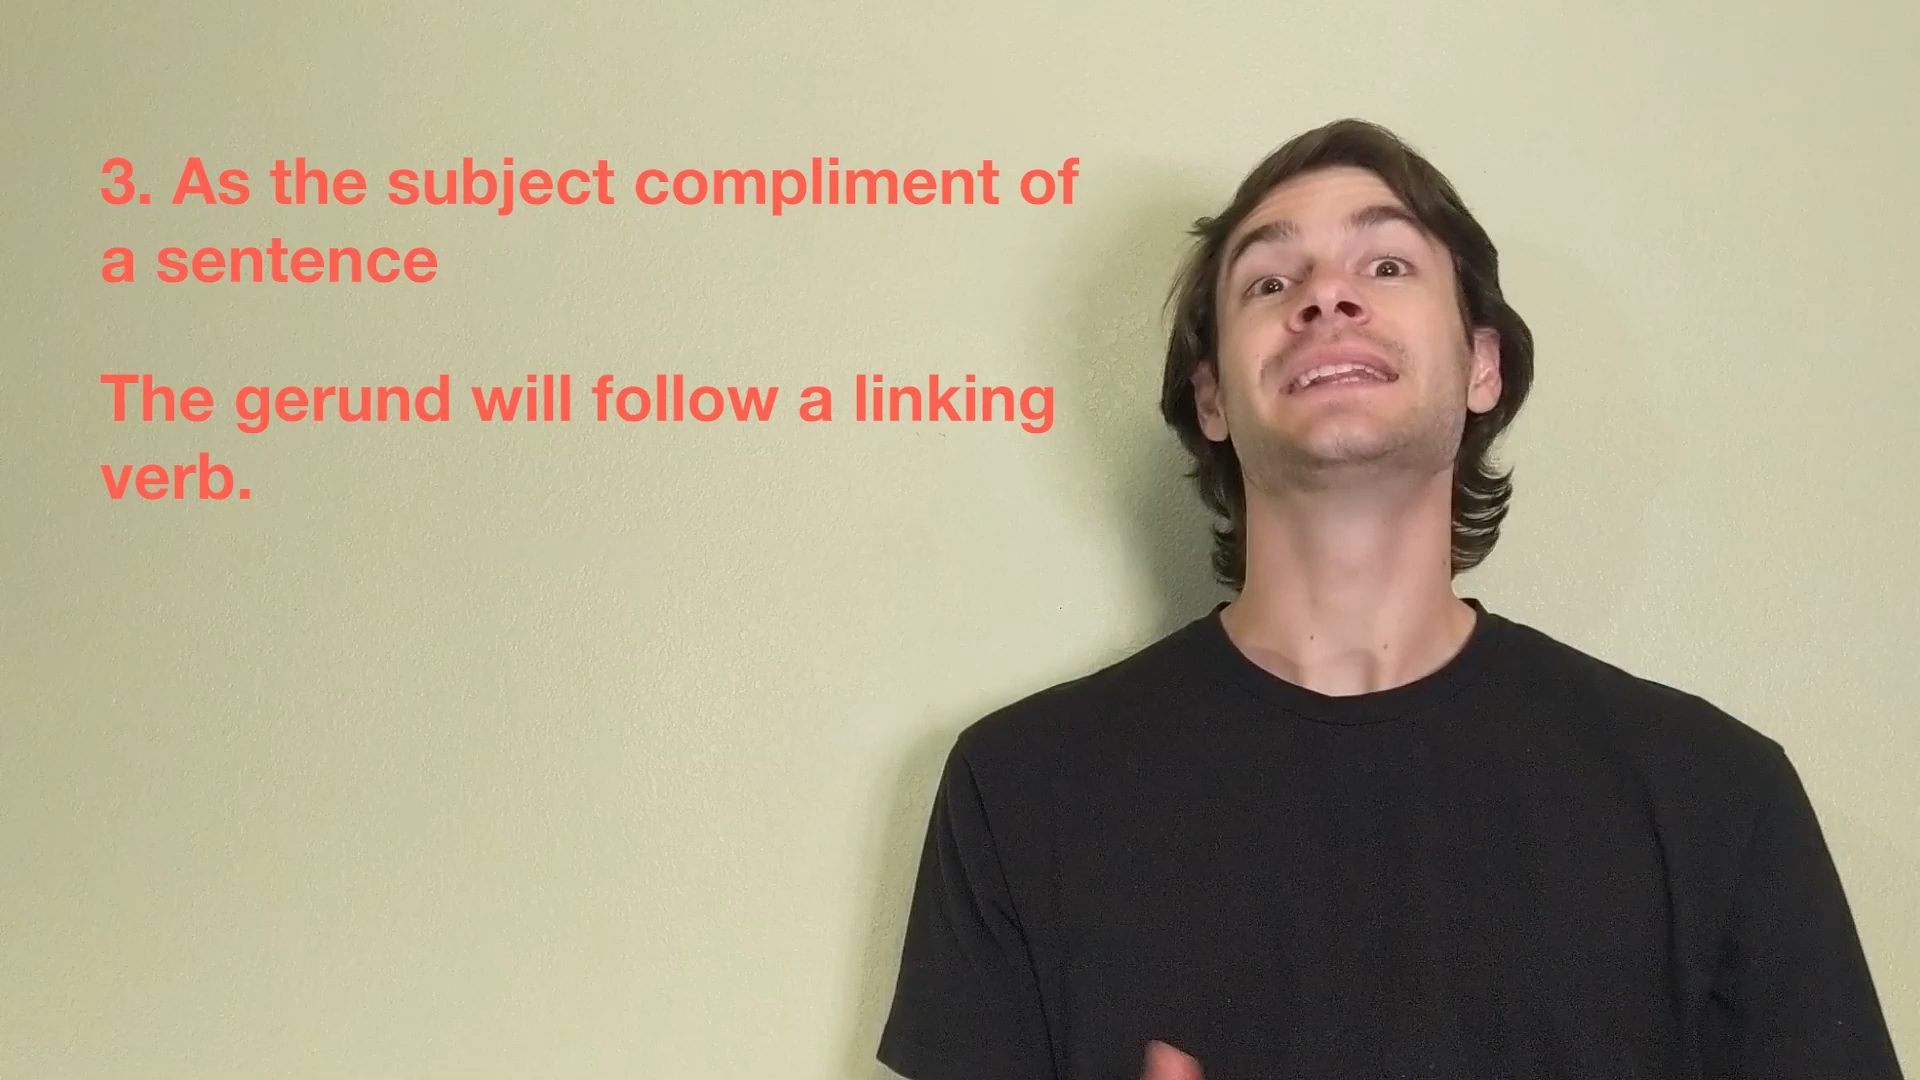 3. As the subject compliment of
a sentence
The gerund will follow a linking
verb.